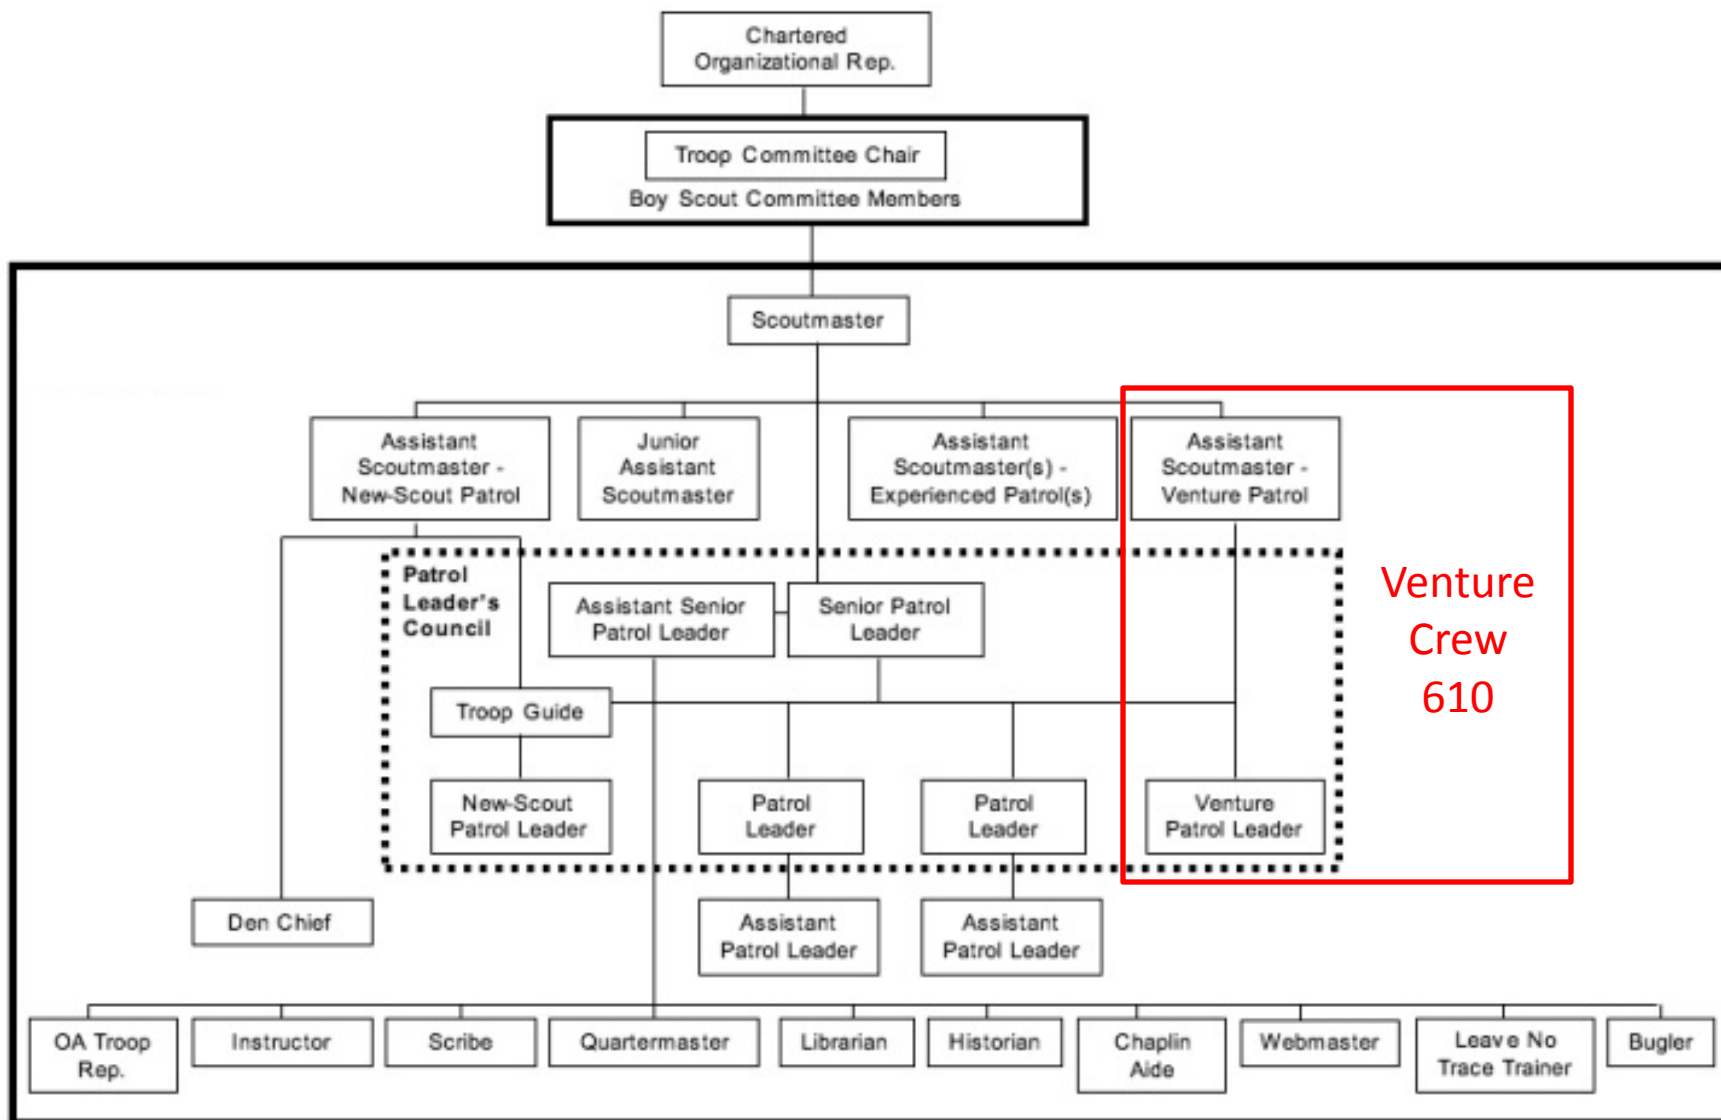 Chartered
Organizational Rep.
Troop Committee Chair
Boy Scout Committee Members
Scoutmaster
Assistant
Scoutmaster -
New-Scout Patrol
Junior
Assistant
Scoutmaster
Assistant
Scoutmaster(s) -
Experienced Patrol(s)
Assistant
Scoutmaster -
Venture Patrol
Venture
Crew
610
Patrol
Leader's
Council
Assistant Senior
Patrol Leader
Senior Patrol
Leader
Troop Guide
New-Scout
Patrol Leader
Patrol
Leader
Patrol
Leader
Venture
Patrol Leader
Den Chief
Assistant
Patrol Leader
Assistant
Patrol Leader
OA Troop
Rep.
Instructor
Scribe
Quartermaster
Librarian
Historian
Chaplin
Aide
Webmaster
Leave No
Trace Trainer
Bugler